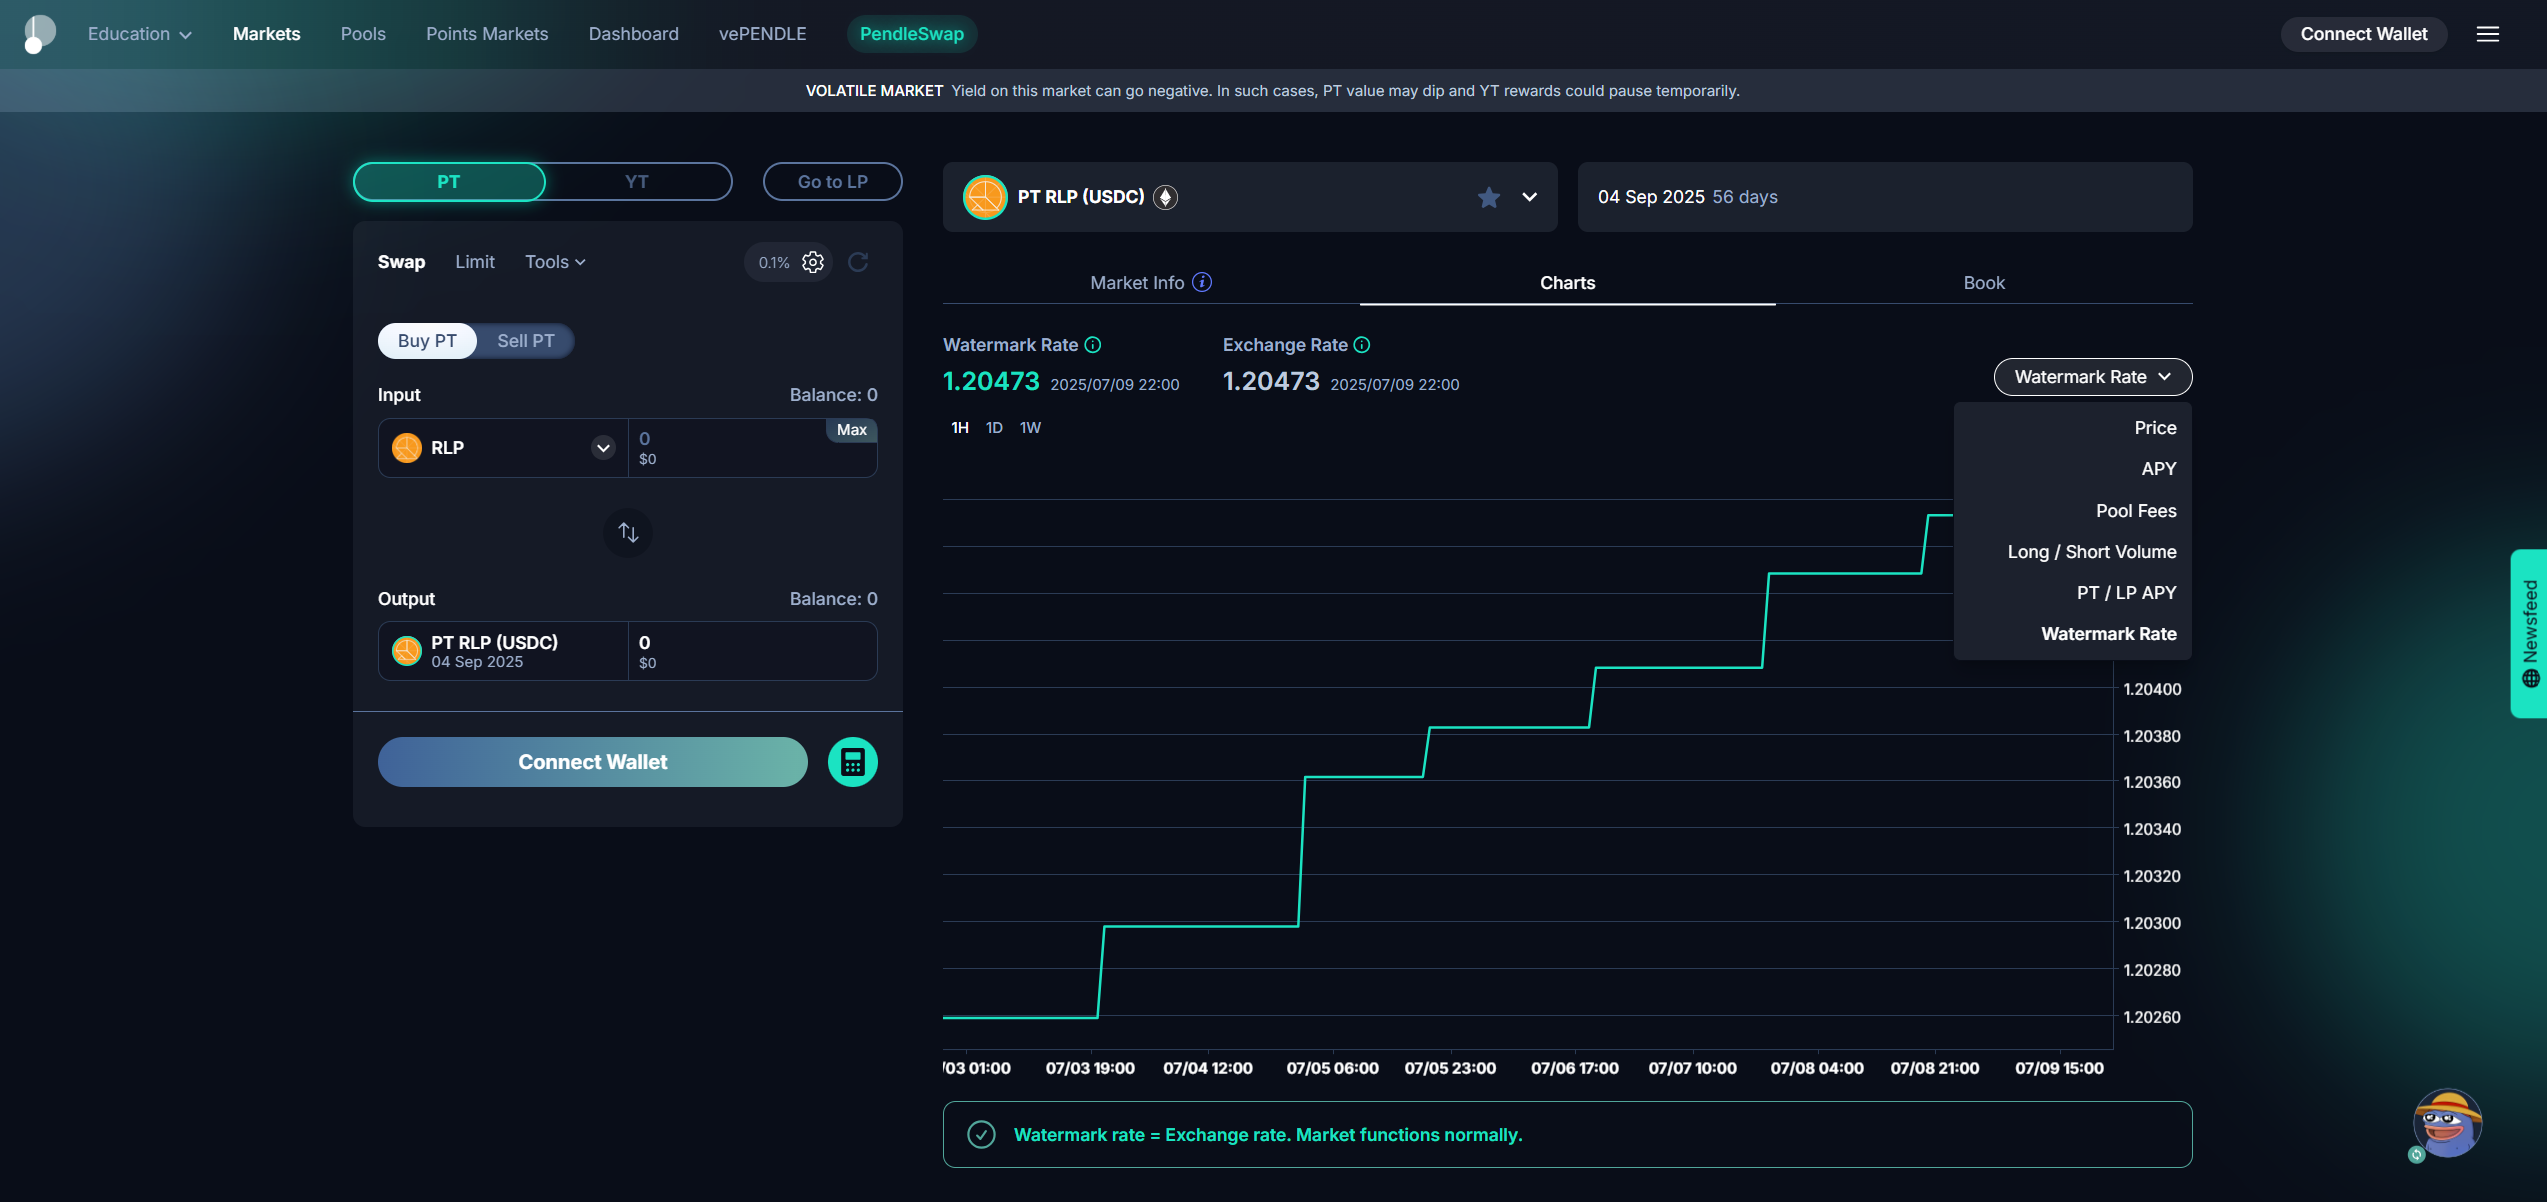 Education
Markets
Pools
Points Markets
Dashboard
vePENDLE
PendleSwap
Connect Wallet
VOLATILE MARKET Yield on this market can go negative. In such cases, PT value may dip and YT rewards could pause temporarily.
PT
YT
Go to LP
Swap
Limit
Tools
0.1%
Buy PT
Sell PT
Input
Balance: 0
RLP
0
$0
Max
Output
Balance: 0
PT RLP (USDC)
04 Sep 2025
0
$0
Connect Wallet
PT RLP (USDC)
04 Sep 2025 56 days
Market Info
Charts
Book
Watermark Rate
1.20473 2025/07/09 22:00
Exchange Rate
1.20473 2025/07/09 22:00
Watermark Rate
1H 1D 1W
Price
APY
Pool Fees
Long / Short Volume
PT / LP APY
Watermark Rate
1.20400
1.20380
1.20360
1.20340
1.20320
1.20300
1.20280
1.20260
/03 01:00
07/03 19:00
07/04 12:00
07/05 06:00
07/05 23:00
07/06 17:00
07/07 10:00
07/08 04:00
07/08 21:00
07/09 15:00
Watermark rate = Exchange rate. Market functions normally.
Newsfeed